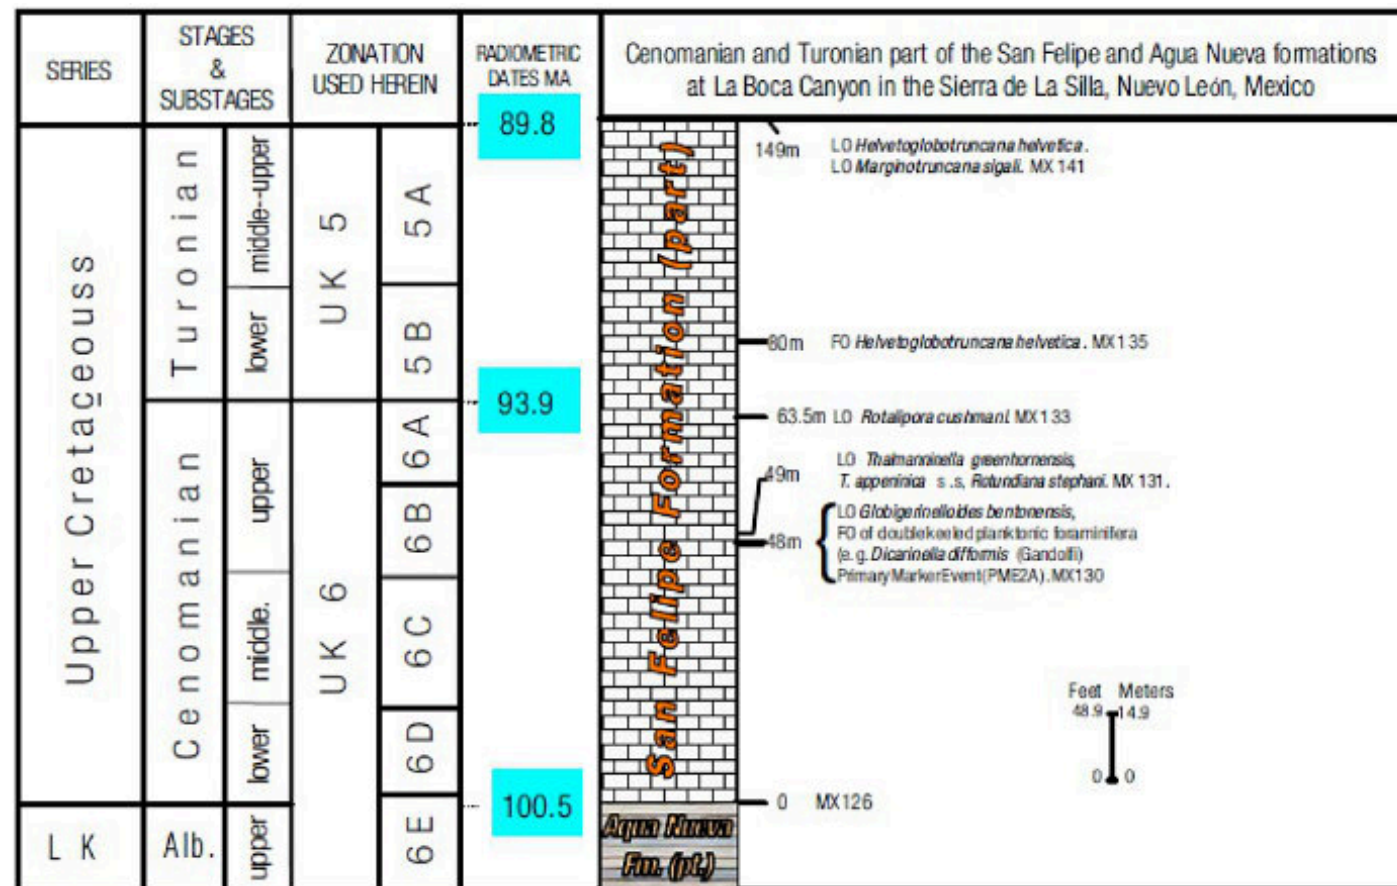 SERIES
STAGES
&
SUBSTAGES
ZONATION
USED HEREIN
RADIOMETRIC
DATES MA
Cenomanian and Turonian part of the San Felipe and Agua Nueva formations
at La Boca Canyon in the Sierra de La Silla, Nuevo León, Mexico
Upper Cretaceouss
L K
Turonian
Cenomanian
Alb.
middle--upper
lower
upper
middle.
lower
upper
UK 5
UK 6
5A
5B
6A
6B
6C
6D
6E
89.8
93.9
100.5
San Felipe Formation (part)
Aqua Nueva
Fm. (pt.)
149m
LO Helvetoglobotruncana helvetica.
LO Marginotruncana sigali. MX 141
80m FO Helvetoglobotruncana helvetica. MX135
63.5m LO Rotalipora cushmani. MX133
49m
LO Thalmanninella greenhornensis,
T. appeninica s.s, Rotundiana stephani. MX 131.
48m
LO Globigerinelloides bentonensis,
FO of doublekeeled planktonic foraminifera
(e.g. Dicarinella difformis (Gandolfi)
Primary Marker Event(PME2A). MX130
0 MX126
Feet Meters
48.9 14.9
0 0